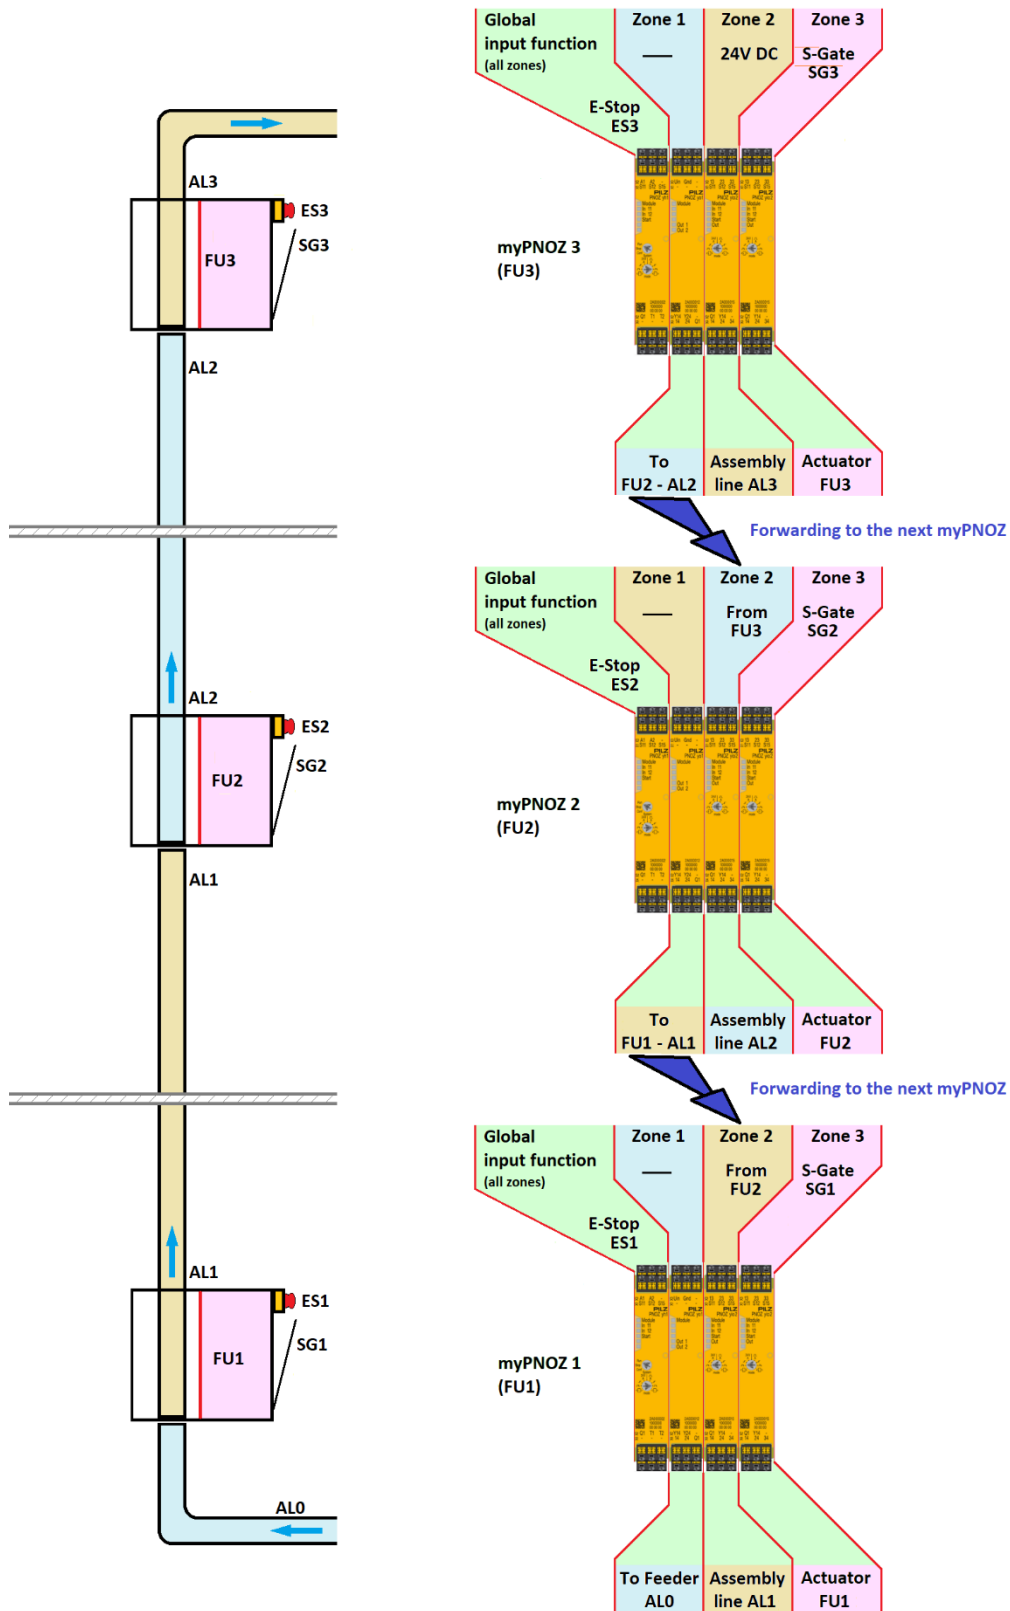 Global
input function
(all zones)
Zone 1
Zone 2
24V DC
Zone 3
S-Gate
SG3
E-Stop
ES3
AL3
ES3
SG3
FU3
myPNOZ 3
(FU3)
PILZ
AL2
To
FU2 - AL2
Assembly
line AL3
Actuator
FU3
Forwarding to the next myPNOZ
Global
input function
(all zones)
Zone 1
Zone 2
From
FU3
Zone 3
S-Gate
SG2
E-Stop
ES2
AL2
ES2
SG2
FU2
myPNOZ 2
(FU2)
PILZ
AL1
To
FU1 - AL1
Assembly
line AL2
Actuator
FU2
Forwarding to the next myPNOZ
Global
input function
(all zones)
Zone 1
Zone 2
From
FU2
Zone 3
S-Gate
SG1
E-Stop
ES1
AL1
ES1
SG1
FU1
myPNOZ 1
(FU1)
PILZ
AL0
To Feeder
AL0
Assembly
line AL1
Actuator
FU1